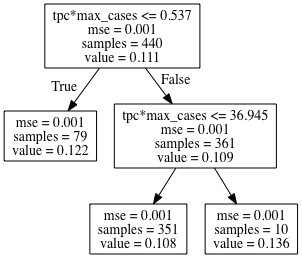 tpc*max_cases <= 0.537
mse = 0.001
samples = 440
value = 0.111
True
False
mse = 0.001
samples = 79
value = 0.122
tpc*max_cases <= 36.945
mse = 0.001
samples = 361
value = 0.109
mse = 0.001
samples = 351
value = 0.108
mse = 0.001
samples = 10
value = 0.136